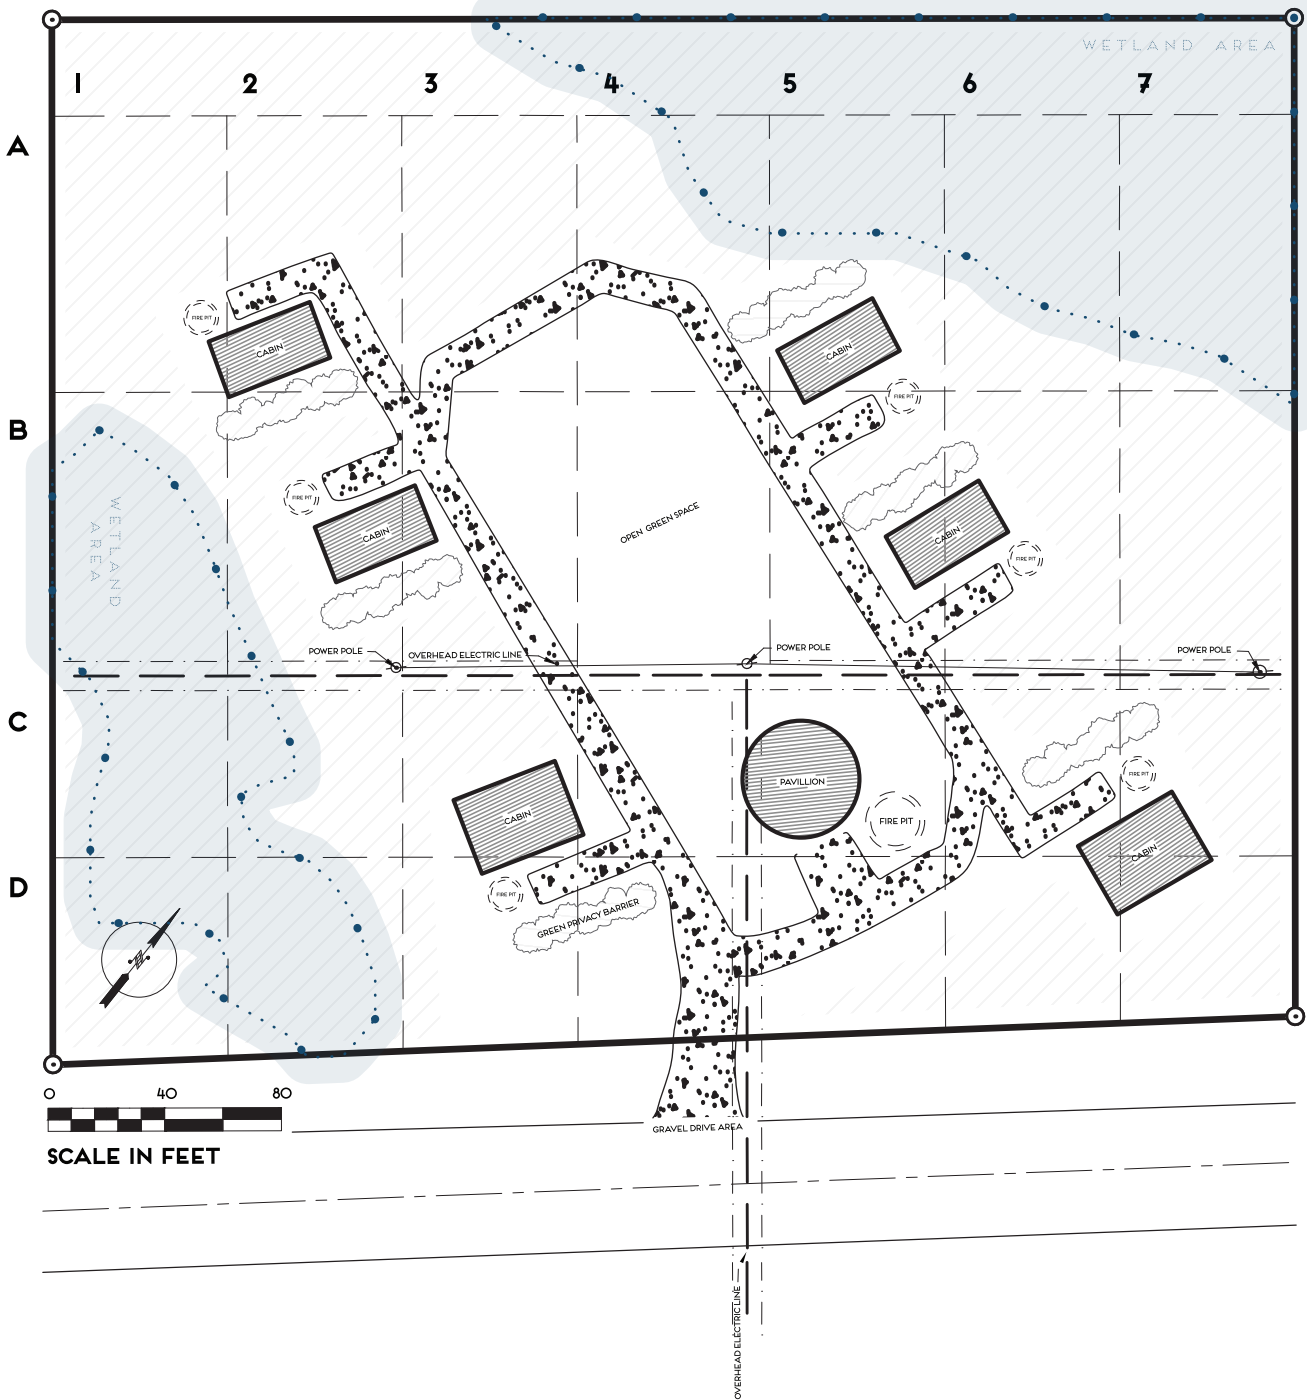 WETLAND AREA
1 2 3 4 5 6 7
A
FIRE PIT
CABIN
CABIN
FIRE PIT
B
FIRE PIT
CABIN
CABIN
FIRE PIT
WETLAND
AREA
OPEN GREEN SPACE
POWER POLE
OVERHEAD ELECTRIC LINE
POWER POLE
POWER POLE
C
PAVILLION
FIRE PIT
FIRE PIT
CABIN
CABIN
D
FIRE PIT
GREEN PRIVACY BARRIER
0 40 80
SCALE IN FEET
GRAVEL DRIVE AREA
OVERHEAD ELECTRIC LINE